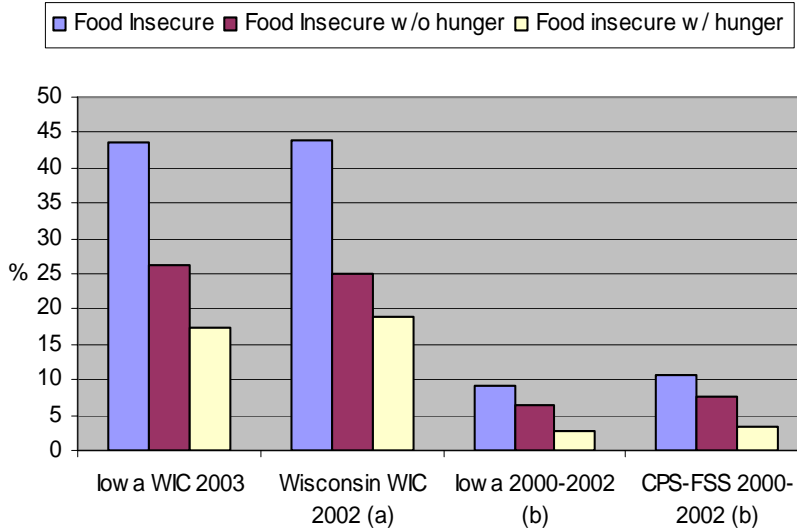 Food Insecure Food Insecure w/o hunger Food insecure w/ hunger
50
45
40
35
30
25
20
15
10
5
0
%
Iowa WIC 2003
Wisconsin WIC
2002 (a)
Iowa 2000-2002
(b)
CPS-FSS 2000-
2002 (b)